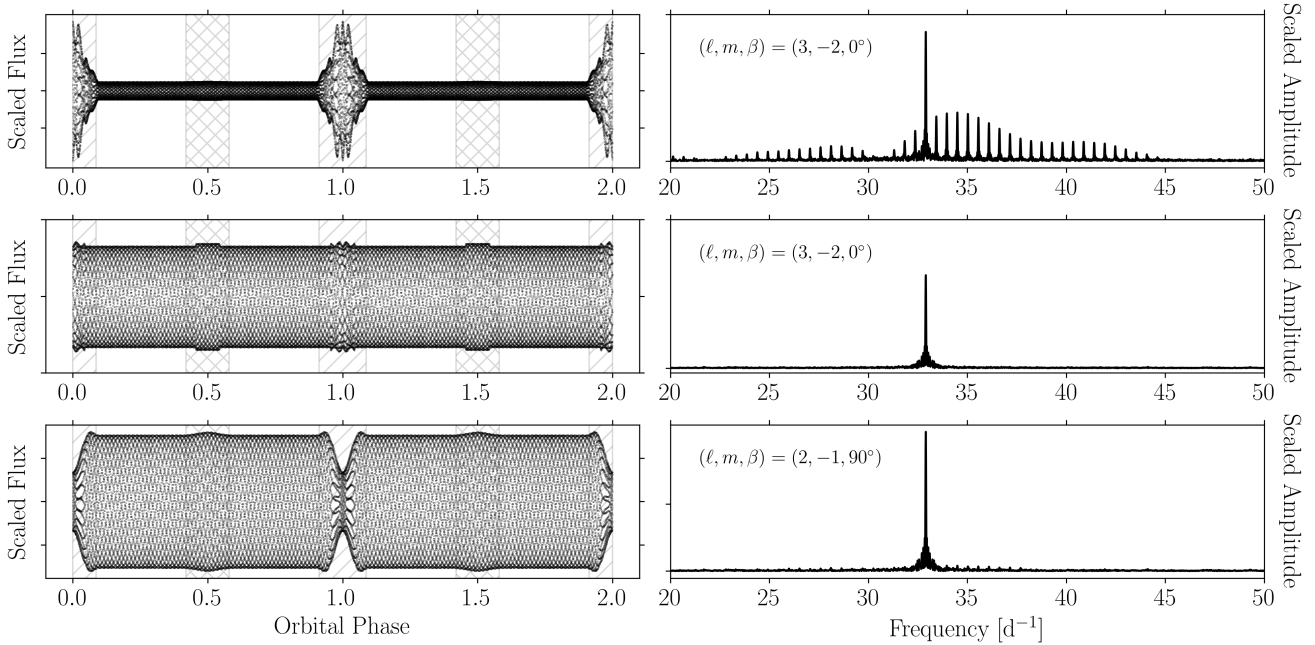 Scaled Flux
0.0 0.5 1.0 1.5 2.0
(ℓ, m, β) = (3, −2, 0°)
20 25 30 35 40 45 50
Scaled Amplitude
Scaled Flux
0.0 0.5 1.0 1.5 2.0
(ℓ, m, β) = (3, −2, 0°)
20 25 30 35 40 45 50
Scaled Amplitude
Scaled Flux
0.0 0.5 1.0 1.5 2.0
Orbital Phase
(ℓ, m, β) = (2, −1, 90°)
20 25 30 35 40 45 50
Frequency [d⁻¹]
Scaled Amplitude